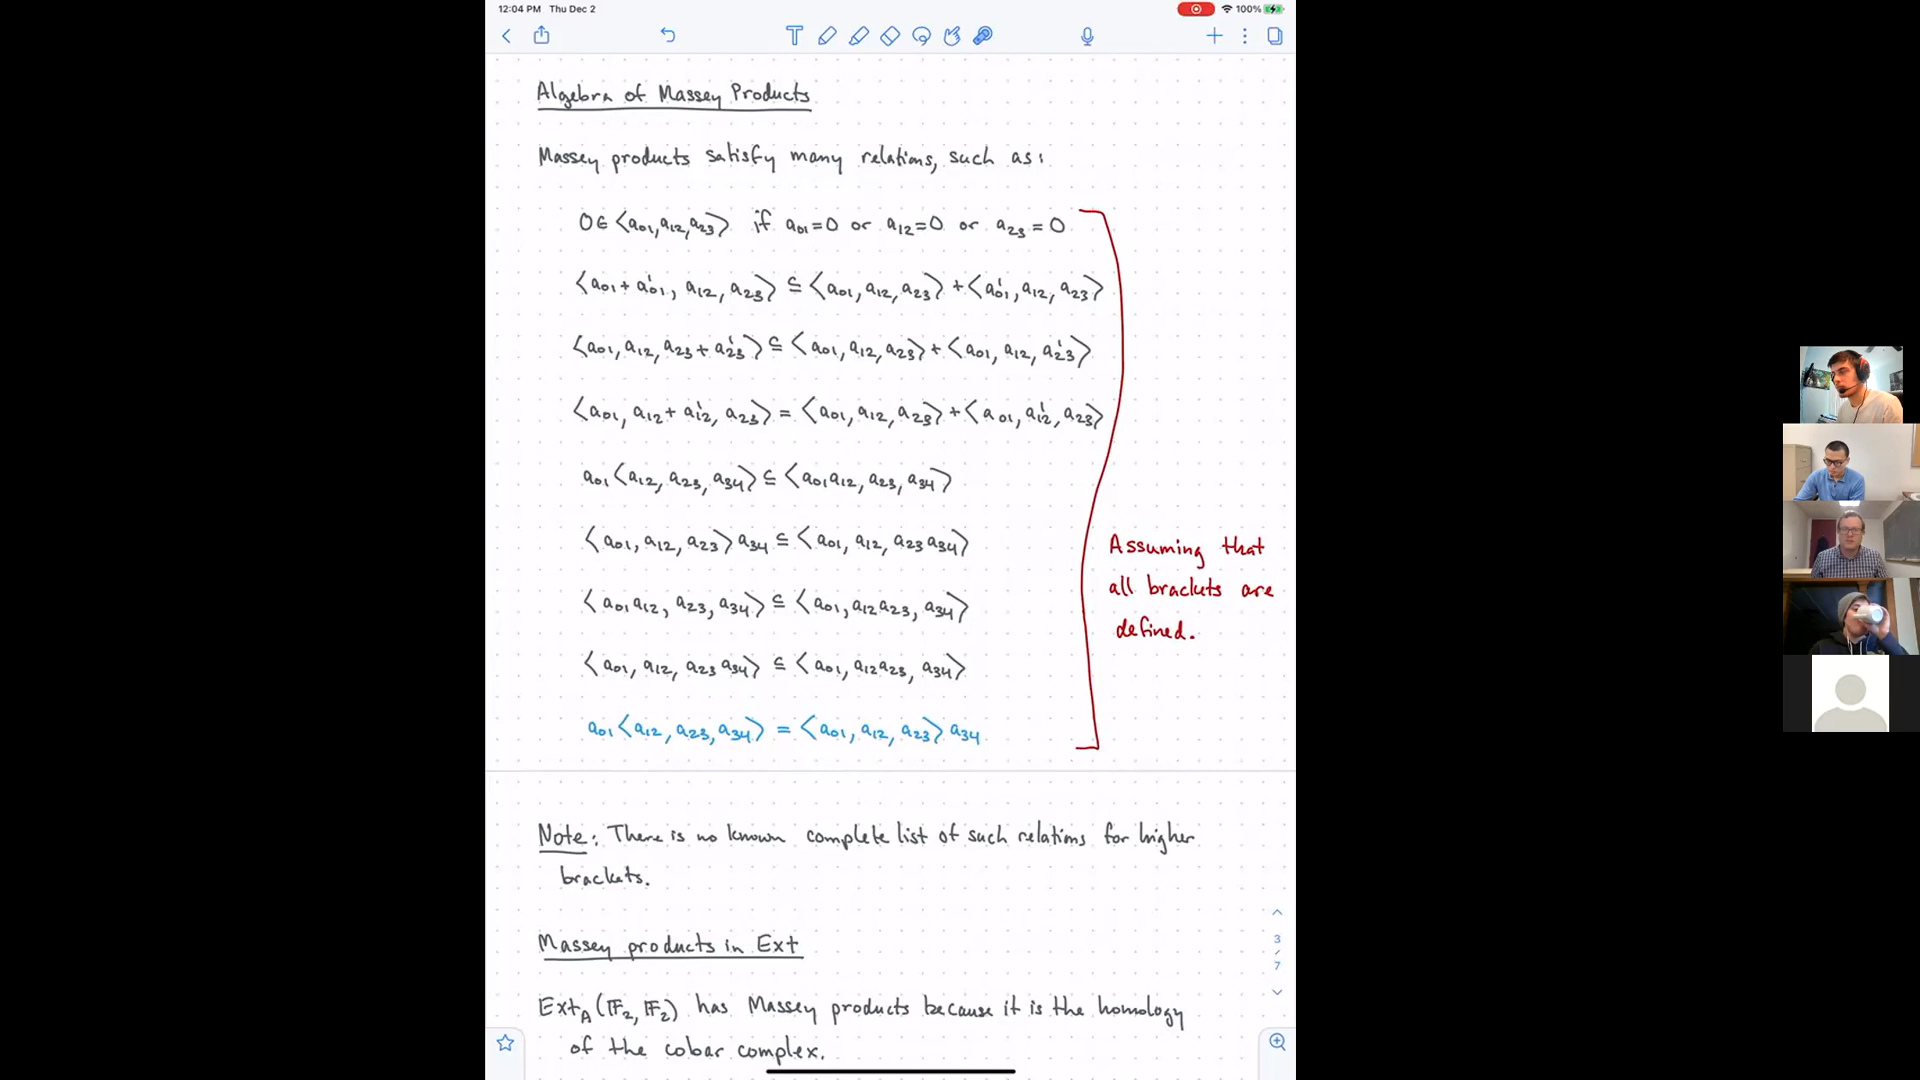 12:04 PM Thu Dec 2
100%
Algebra of Massey Products
Massey products satisfy many relations, such as:
0 ∈ ⟨a₀₁, a₁₂, a₂₃⟩ if a₀₁ = 0 or a₁₂ = 0 or a₂₃ = 0
⟨a₀₁ + a'₀₁, a₁₂, a₂₃⟩ ⊆ ⟨a₀₁, a₁₂, a₂₃⟩ + ⟨a'₀₁, a₁₂, a₂₃⟩
⟨a₀₁, a₁₂, a₂₃ + a'₂₃⟩ ⊆ ⟨a₀₁, a₁₂, a₂₃⟩ + ⟨a₀₁, a₁₂, a'₂₃⟩
⟨a₀₁, a₁₂ + a'₁₂, a₂₃⟩ = ⟨a₀₁, a₁₂, a₂₃⟩ + ⟨a₀₁, a'₁₂, a₂₃⟩
a₀₁⟨a₁₂, a₂₃, a₃₄⟩ ⊆ ⟨a₀₁a₁₂, a₂₃, a₃₄⟩
⟨a₀₁, a₁₂, a₂₃⟩a₃₄ ⊆ ⟨a₀₁, a₁₂, a₂₃a₃₄⟩
⟨a₀₁a₁₂, a₂₃, a₃₄⟩ ⊆ ⟨a₀₁, a₁₂a₂₃, a₃₄⟩
⟨a₀₁, a₁₂, a₂₃a₃₄⟩ ⊆ ⟨a₀₁, a₁₂a₂₃, a₃₄⟩
a₀₁⟨a₁₂, a₂₃, a₃₄⟩ = ⟨a₀₁, a₁₂, a₂₃⟩a₃₄
Assuming that
all brackets are
defined.
Note: There is no known complete list of such relations for higher
brackets.
Massey products in Ext
Ext_A(𝔽₂, 𝔽₂) has Massey products because it is the homology
of the cobar complex.
3
/
7